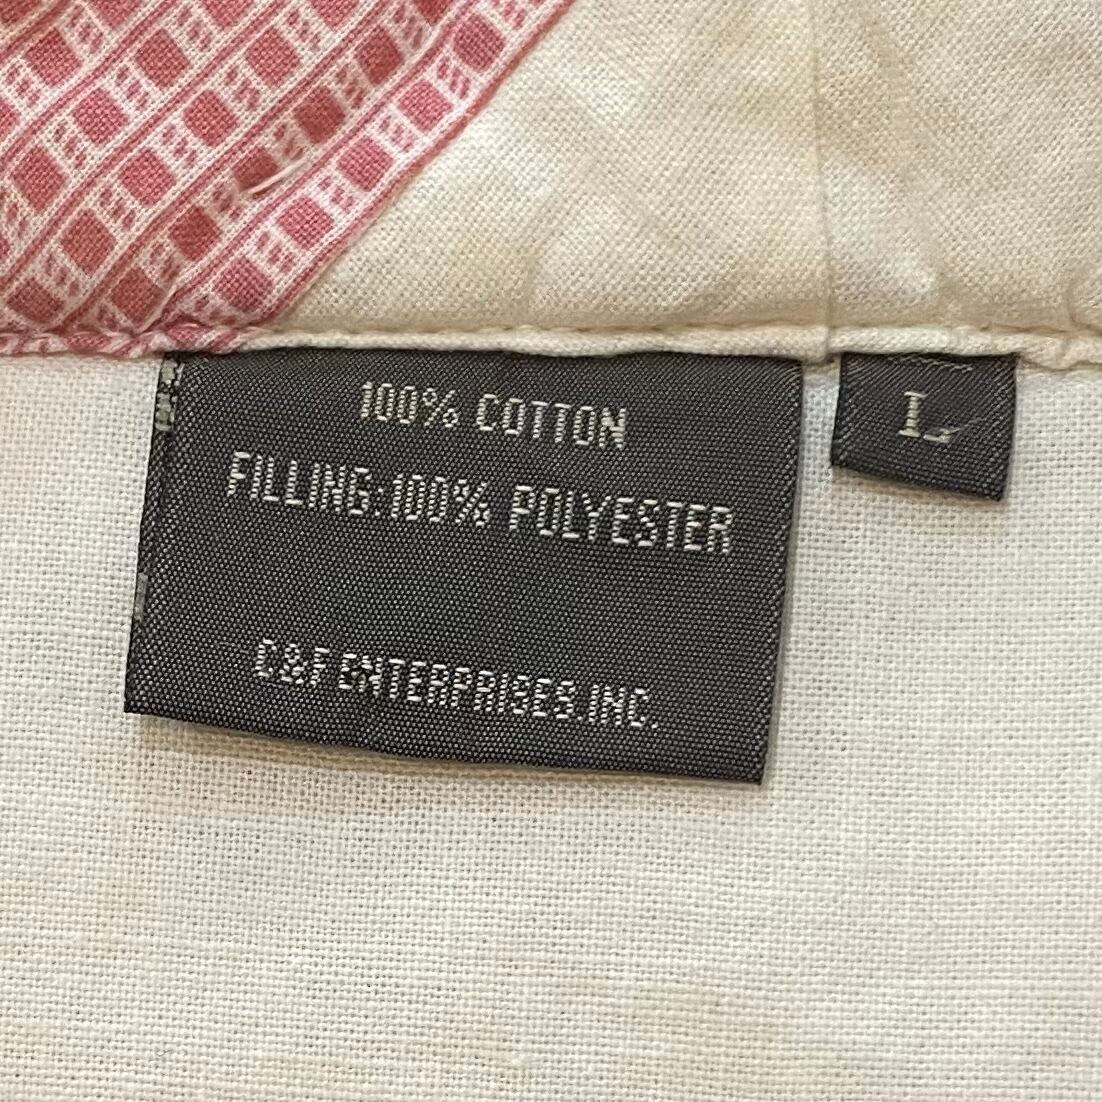 100% COTTON
FILLING:100% POLYESTER
C&F ENTERPRISES.INC.
L